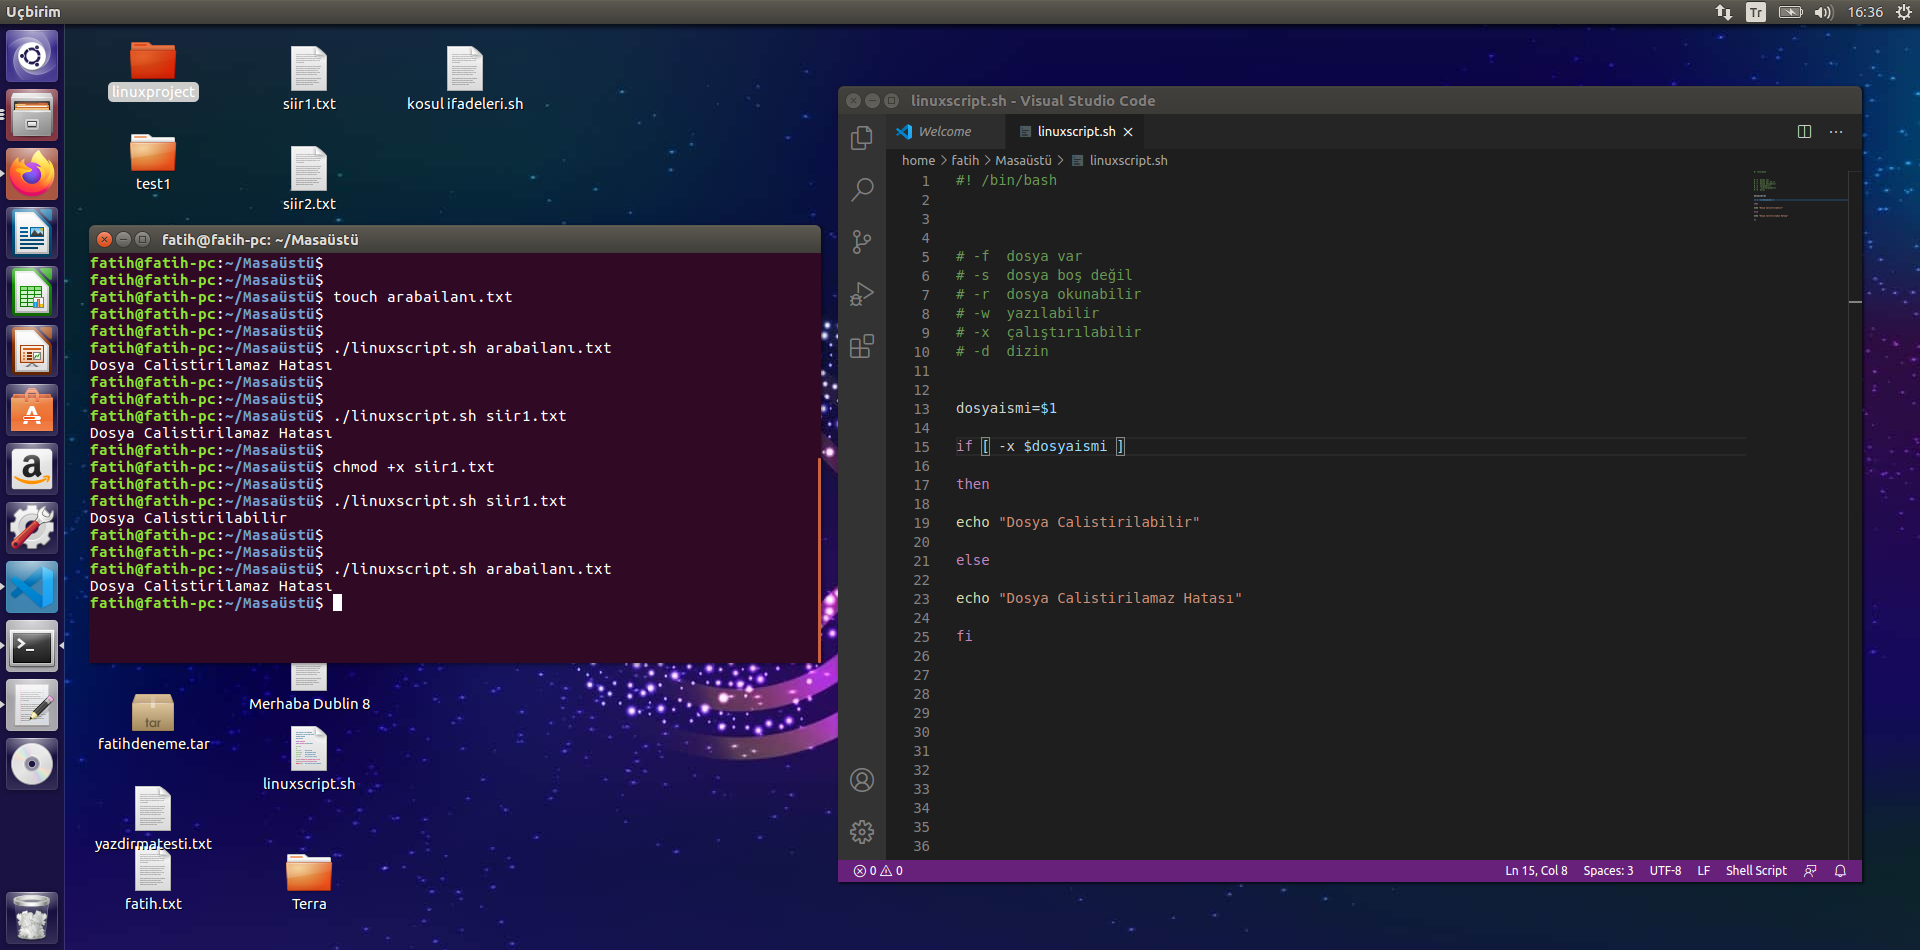 Uçbirim
Tr
16:36
linuxproject
siir1.txt
kosul ifadeleri.sh
test1
siir2.txt
fatih@fatih-pc: ~/Masaüstü
fatih@fatih-pc:~/Masaüstü$
fatih@fatih-pc:~/Masaüstü$
fatih@fatih-pc:~/Masaüstü$ touch arabailanı.txt
fatih@fatih-pc:~/Masaüstü$
fatih@fatih-pc:~/Masaüstü$
fatih@fatih-pc:~/Masaüstü$ ./linuxscript.sh arabailanı.txt
Dosya Calistirilamaz Hatası
fatih@fatih-pc:~/Masaüstü$
fatih@fatih-pc:~/Masaüstü$
fatih@fatih-pc:~/Masaüstü$ ./linuxscript.sh siir1.txt
Dosya Calistirilamaz Hatası
fatih@fatih-pc:~/Masaüstü$
fatih@fatih-pc:~/Masaüstü$ chmod +x siir1.txt
fatih@fatih-pc:~/Masaüstü$
fatih@fatih-pc:~/Masaüstü$ ./linuxscript.sh siir1.txt
Dosya Calistirilabilir
fatih@fatih-pc:~/Masaüstü$
fatih@fatih-pc:~/Masaüstü$
fatih@fatih-pc:~/Masaüstü$ ./linuxscript.sh arabailanı.txt
Dosya Calistirilamaz Hatası
fatih@fatih-pc:~/Masaüstü$
Merhaba Dublin 8
tar
fatihdeneme.tar
linuxscript.sh
yazdirmatesti.txt
fatih.txt
Terra
linuxscript.sh - Visual Studio Code
Welcome
linuxscript.sh
home > fatih > Masaüstü > linuxscript.sh
1 #! /bin/bash
2
3
4
5 # -f  dosya var
6 # -s  dosya boş değil
7 # -r  dosya okunabilir
8 # -w  yazılabilir
9 # -x  çalıştırılabilir
10 # -d  dizin
11
12
13 dosyaismi=$1
14
15 if [ -x $dosyaismi ]
16
17 then
18
19 echo "Dosya Calistirilabilir"
20
21 else
22
23 echo "Dosya Calistirilamaz Hatası"
24
25 fi
26
27
28
29
30
31
32
33
34
35
36
0 0
Ln 15, Col 8 Spaces: 3 UTF-8 LF Shell Script